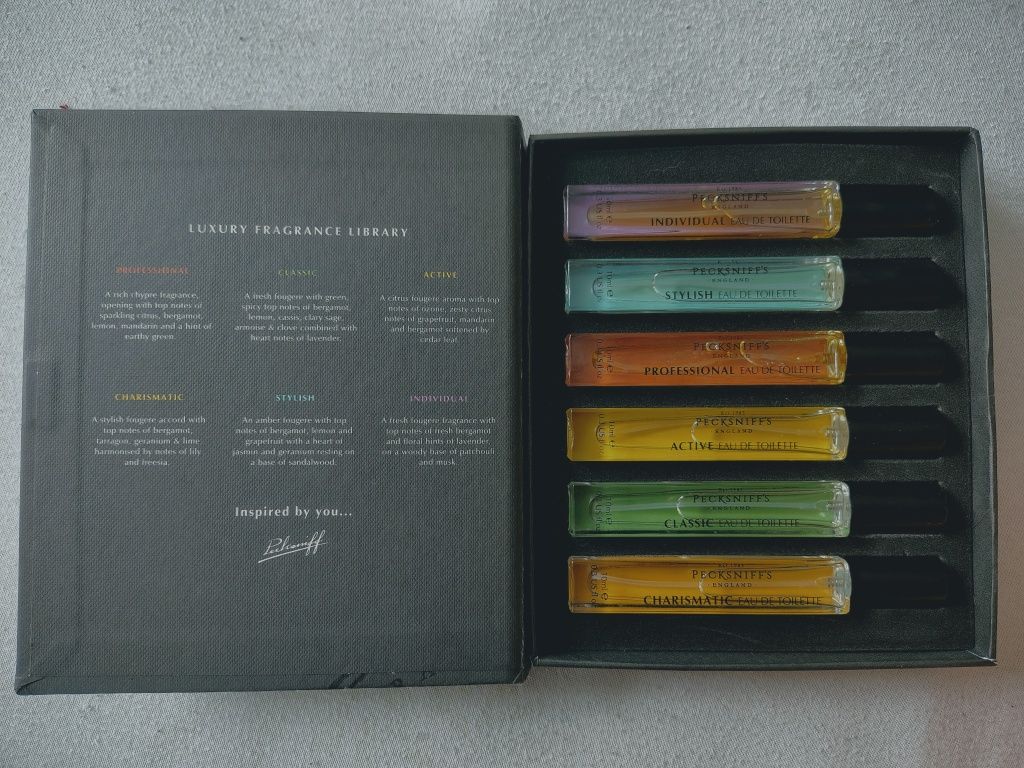 LUXURY FRAGRANCE LIBRARY
PROFESSIONAL
A rich chypre fragrance,
opening with top notes of
sparkling citrus, bergamot,
lemon, mandarin and a hint of
earthy green.
CLASSIC
A fresh fougere with green,
spicy top notes of bergamot,
lemon, cassis, clary sage,
armoise & clove combined with
heart notes of lavender.
ACTIVE
A citrus fougere aroma with top
notes of ozone, zesty citrus
notes of grapefruit, mandarin
and bergamot softened by
cedar leaf.
CHARISMATIC
A stylish fougere accord with
top notes of bergamot,
tarragon, geranium & lime
harmonised by notes of lily
and freesia.
STYLISH
An amber fougere with top
notes of bergamot, lemon and
grapefruit with a heart of
jasmin and geranium resting on
a base of sandalwood.
INDIVIDUAL
A fresh fougere fragrance with
top notes of fresh bergamot
and floral hints of lavender,
on a woody base of patchouli
and musk.
Inspired by you...
Pecksniff
PECKSNIFF'S
ENGLAND
INDIVIDUAL EAU DE TOILETTE
10ml e
PECKSNIFF'S
ENGLAND
STYLISH EAU DE TOILETTE
10ml e
PECKSNIFF'S
ENGLAND
PROFESSIONAL EAU DE TOILETTE
10ml e
PECKSNIFF'S
ENGLAND
ACTIVE EAU DE TOILETTE
10ml e
PECKSNIFF'S
ENGLAND
CLASSIC EAU DE TOILETTE
10ml e
PECKSNIFF'S
ENGLAND
CHARISMATIC EAU DE TOILETTE
10ml e